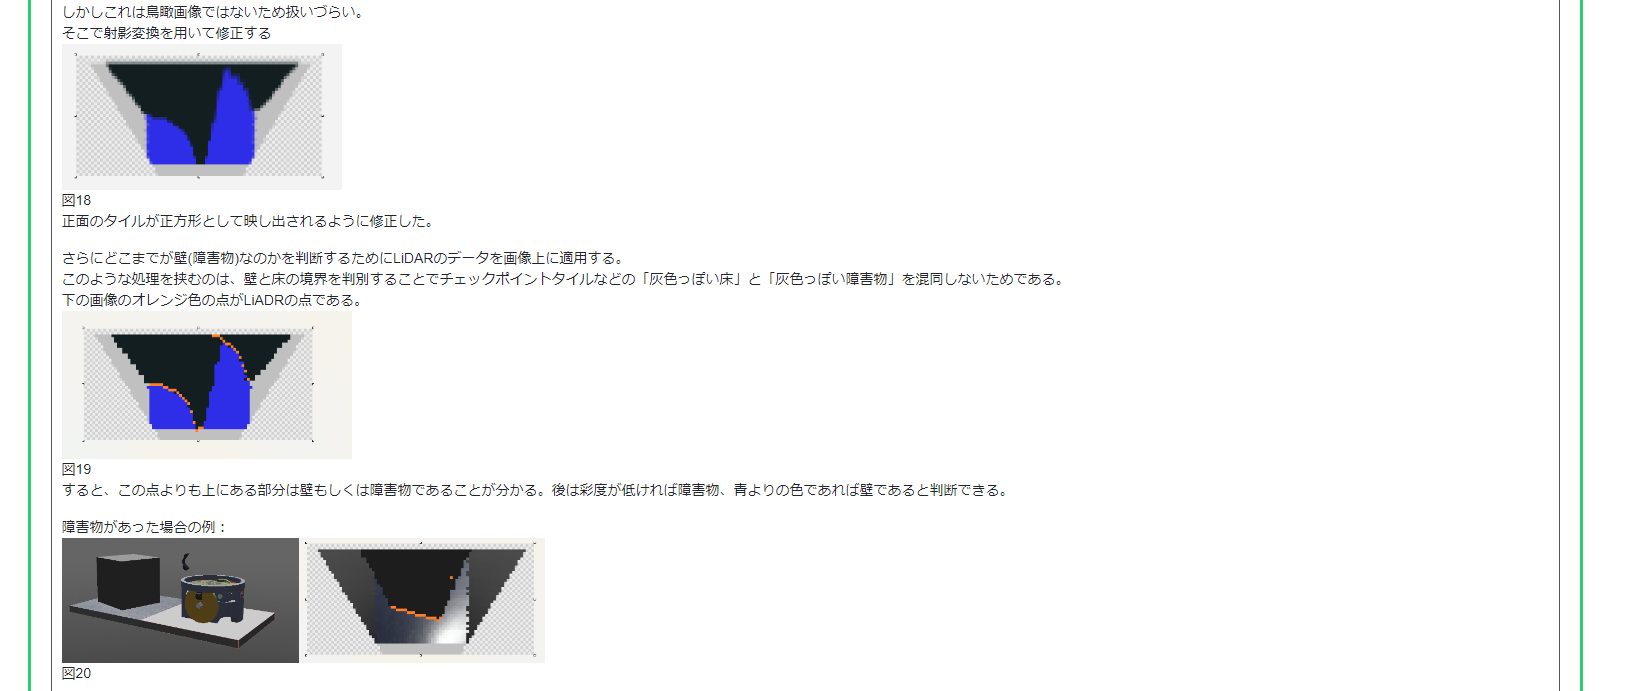 しかしこれは鳥瞰画像ではないため扱いづらい。
そこで射影変換を用いて修正する
図18
正面のタイルが正方形として映し出されるように修正した。
さらにどこまでが壁(障害物)なのかを判断するためにLiDARのデータを画像上に適用する。
このような処理を挟むのは、壁と床の境界を判別することでチェックポイントタイルなどの「灰色っぽい床」と「灰色っぽい障害物」を混同しないためである。
下の画像のオレンジ色の点がLiADRの点である。
図19
すると、この点よりも上にある部分は壁もしくは障害物であることが分かる。後は彩度が低ければ障害物、青よりの色であれば壁であると判断できる。
障害物があった場合の例：
図20